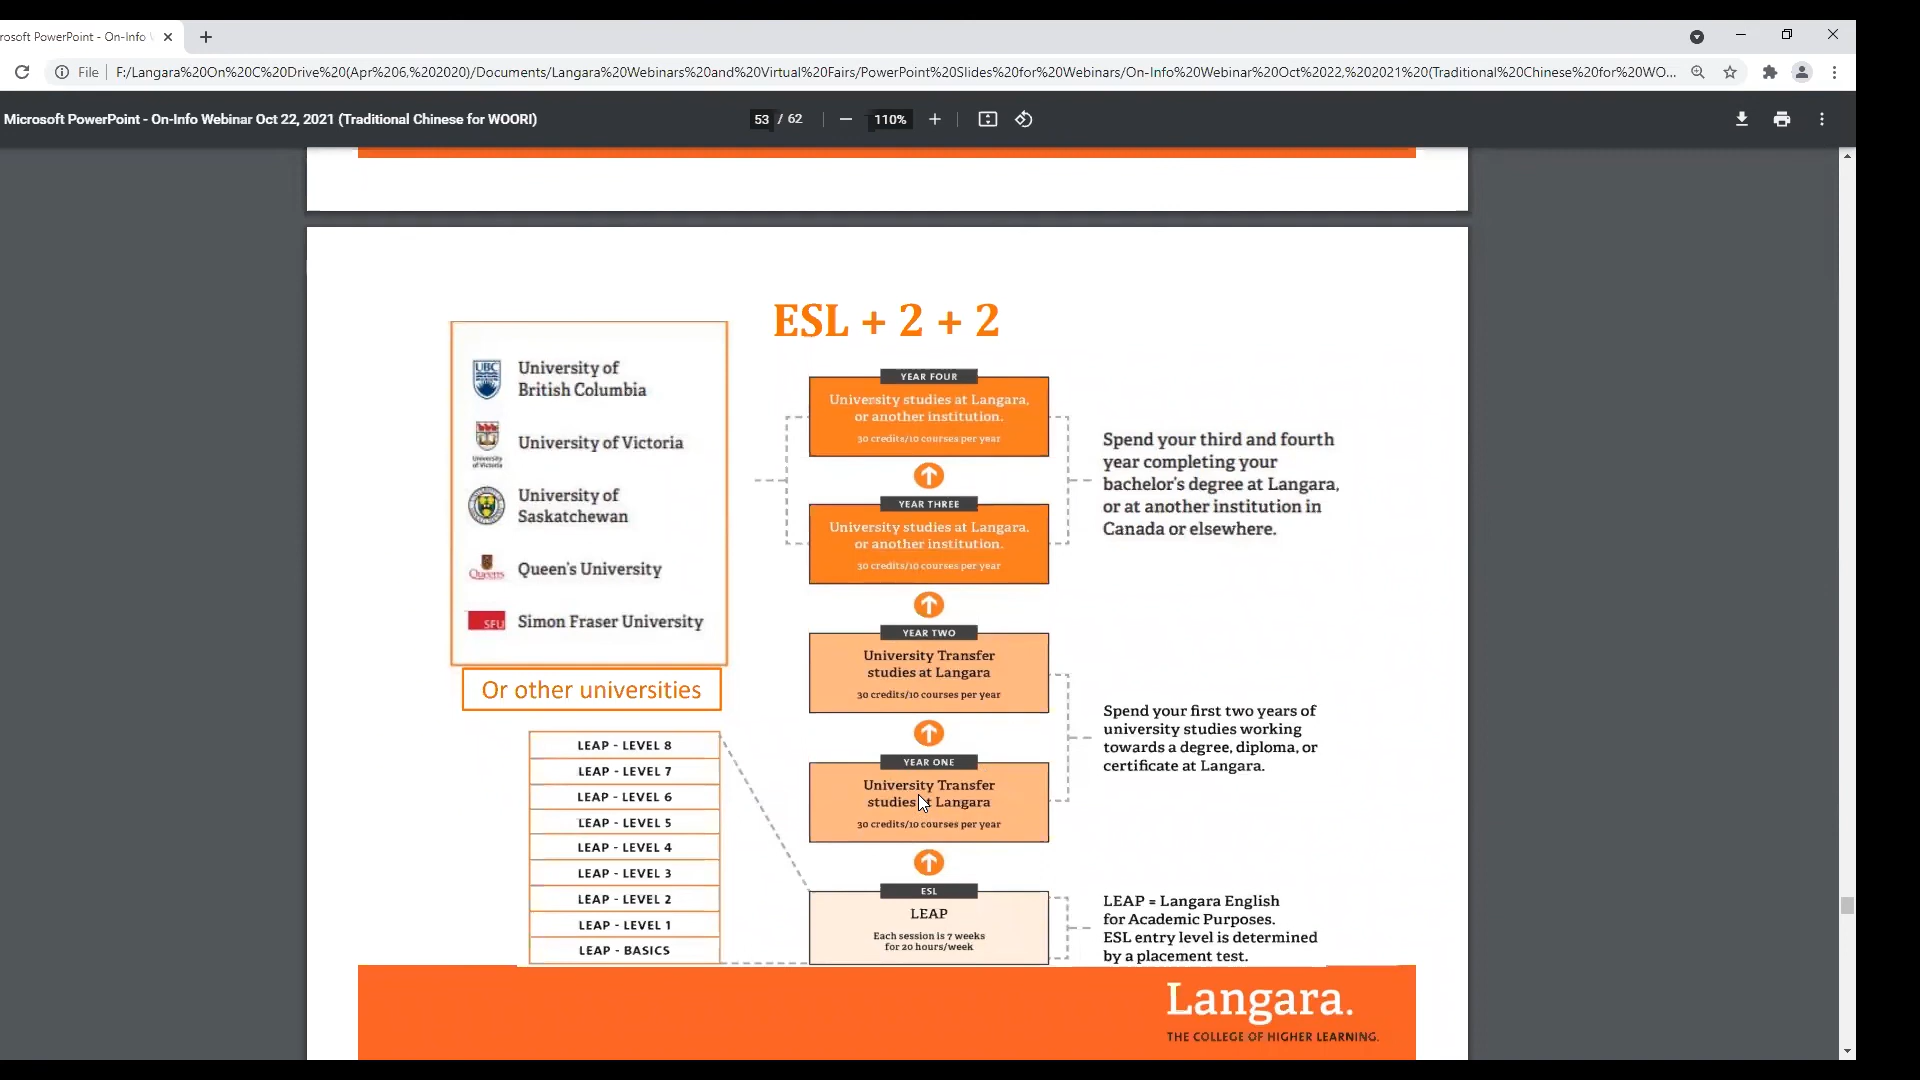 rosoft PowerPoint - On-Info
File
F:/Langara%20On%20C%20Drive%20(Apr%206,%202020)/Documents/Langara%20Webinars%20and%20Virtual%20Fairs/PowerPoint%20Slides%20for%20Webinars/On-Info%20Webinar%20Oct%2022,%202021%20(Traditional%20Chinese%20for%20WO...
Microsoft PowerPoint - On-Info Webinar Oct 22, 2021 (Traditional Chinese for WOORI)
53 / 62
110%
ESL + 2 + 2
UBC
University of
British Columbia
University
of Victoria
University of Victoria
University of
Saskatchewan
Queen's
Queen's University
SFU
Simon Fraser University
Or other universities
LEAP - LEVEL 8
LEAP - LEVEL 7
LEAP - LEVEL 6
LEAP - LEVEL 5
LEAP - LEVEL 4
LEAP - LEVEL 3
LEAP - LEVEL 2
LEAP - LEVEL 1
LEAP - BASICS
YEAR FOUR
University studies at Langara,
or another institution.
30 credits/10 courses per year
YEAR THREE
University studies at Langara,
or another institution.
30 credits/10 courses per year
YEAR TWO
University Transfer
studies at Langara
30 credits/10 courses per year
YEAR ONE
University Transfer
studies at Langara
30 credits/10 courses per year
ESL
LEAP
Each session is 7 weeks
for 20 hours/week
Spend your third and fourth
year completing your
bachelor's degree at Langara,
or at another institution in
Canada or elsewhere.
Spend your first two years of
university studies working
towards a degree, diploma, or
certificate at Langara.
LEAP = Langara English
for Academic Purposes.
ESL entry level is determined
by a placement test.
Langara.
THE COLLEGE OF HIGHER LEARNING.